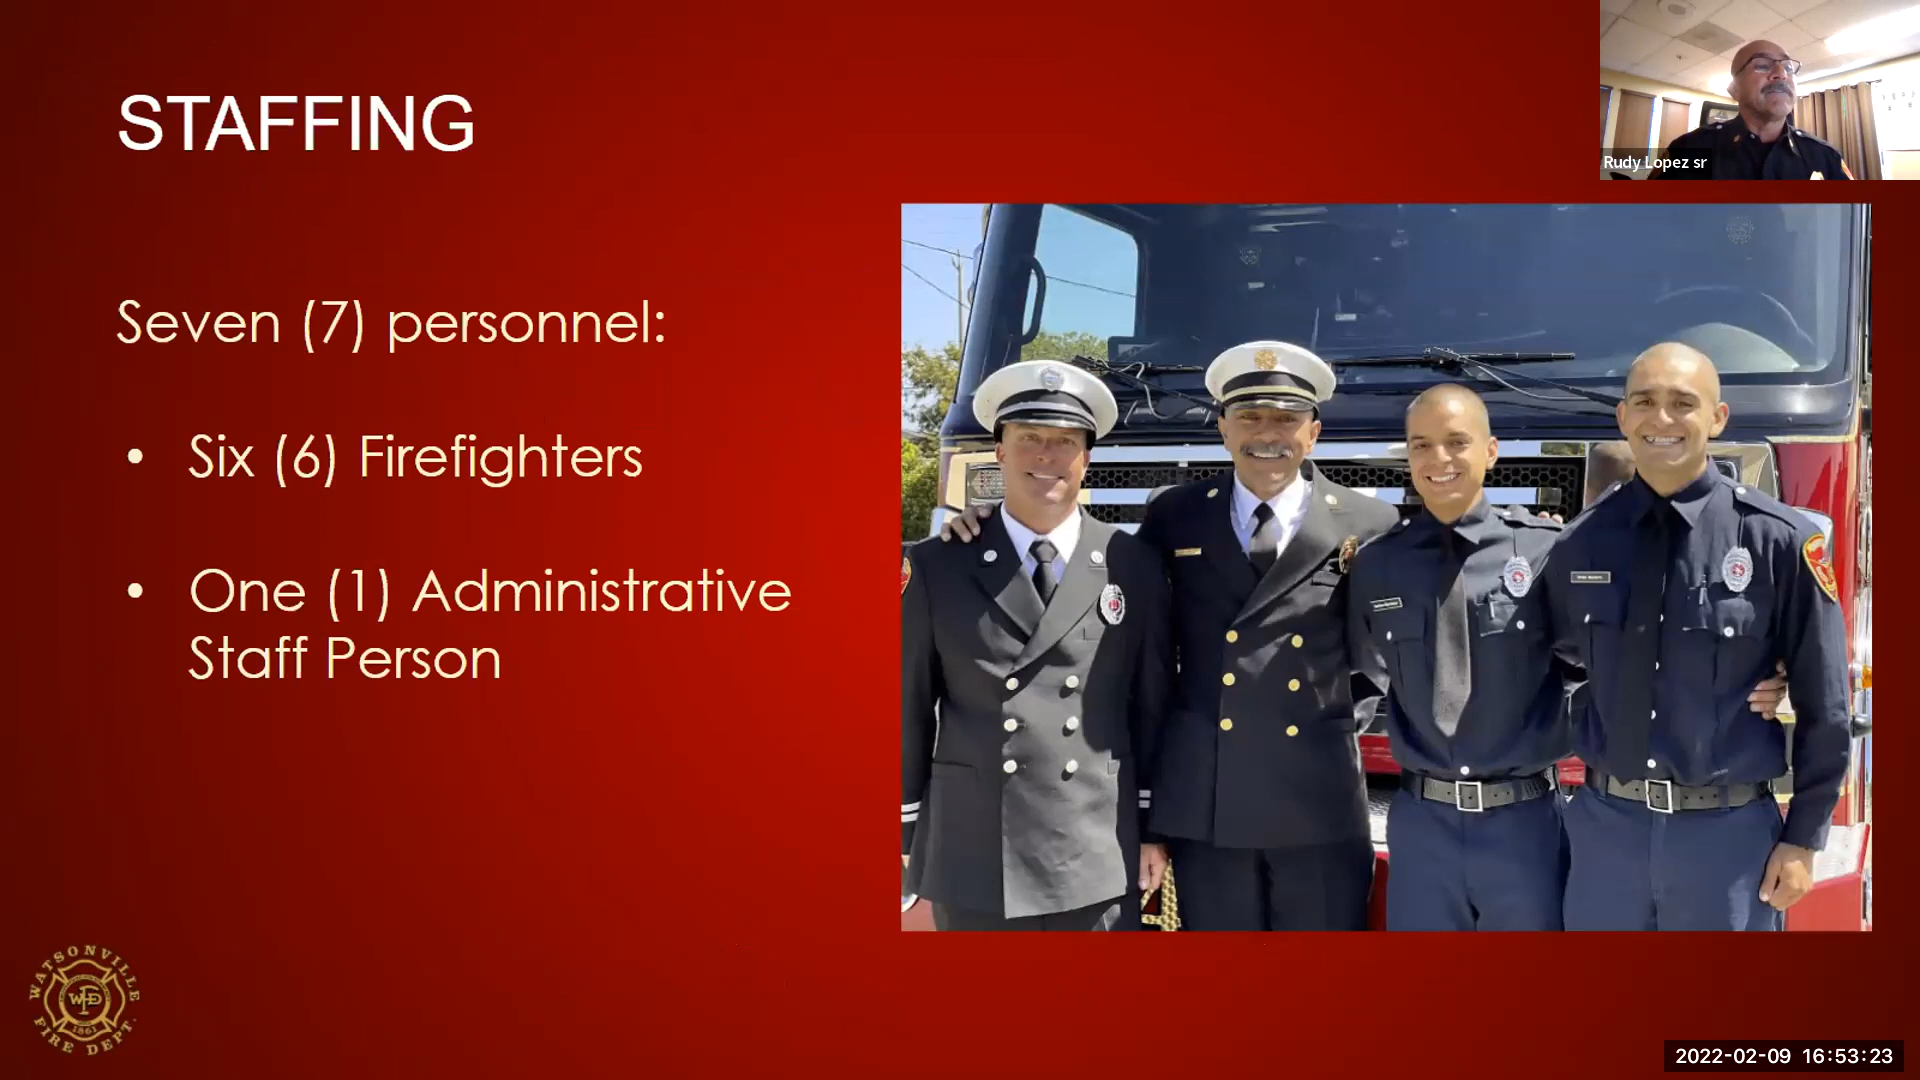 STAFFING
Rudy Lopez sr
Seven (7) personnel:
• Six (6) Firefighters
• One (1) Administrative
Staff Person
WATSONVILLE
WFD
1861
FIRE DEPT.
2022-02-09 16:53:23